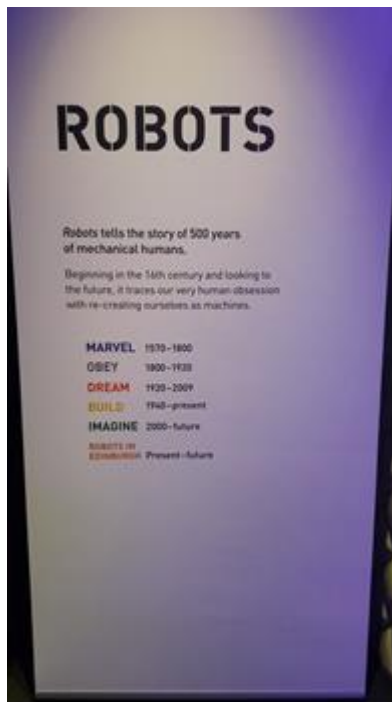 ROBOTS
Robots tells the story of 500 years
of mechanical humans.
Beginning in the 16th century and looking to
the future, it traces our very human obsession
with re-creating ourselves as machines.
MARVEL 1570–1800
OBEY 1800–1920
DREAM 1920–2009
BUILD 1940–present
IMAGINE 2000–future
ROBOTS IN
EDINBURGH Present–future